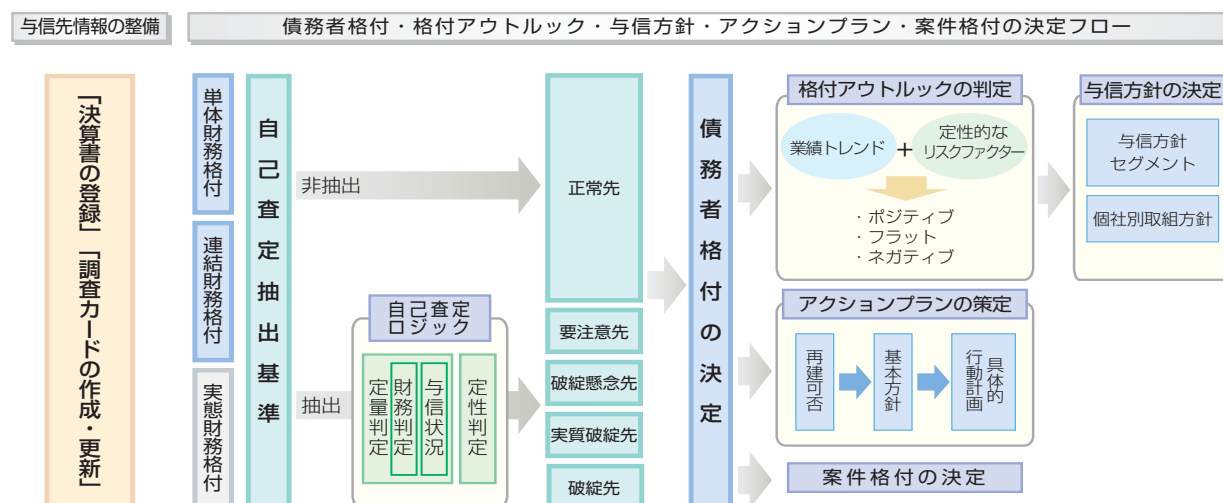 与信先情報の整備
債務者格付・格付アウトルック・与信方針・アクションプラン・案件格付の決定フロー
「決算書の登録」「調査カードの作成・更新」
単体財務格付
連結財務格付
実態財務格付
自己査定抽出基準
非抽出
抽出
自己査定
ロジック
定量判定
財務判定
与信状況
定性判定
正常先
要注意先
破綻懸念先
実質破綻先
破綻先
債務者格付の決定
格付アウトルックの判定
業績トレンド
+
定性的な
リスクファクター
・ポジティブ
・フラット
・ネガティブ
与信方針の決定
与信方針
セグメント
個社別取組方針
アクションプランの策定
再建可否
基本方針
具体的
行動計画
案件格付の決定